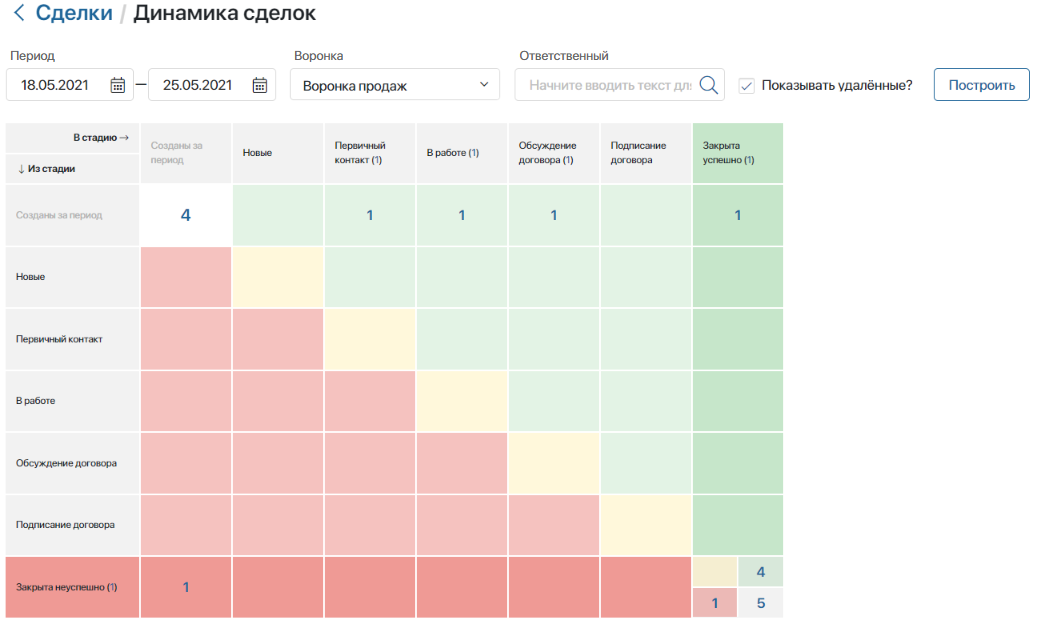 Сделки / Динамика сделок
Период
Воронка
Ответственный
18.05.2021 — 25.05.2021
Воронка продаж
Начните вводить текст для
Показывать удалённые?
Построить
В стадию →
↓ Из стадии
Созданы за
период
Новые
Первичный
контакт (1)
В работе (1)
Обсуждение
договора (1)
Подписание
договора
Закрыта
успешно (1)
Созданы за период
4
1
1
1
1
Новые
Первичный контакт
В работе
Обсуждение договора
Подписание договора
Закрыта неуспешно (1)
1
4
1
5